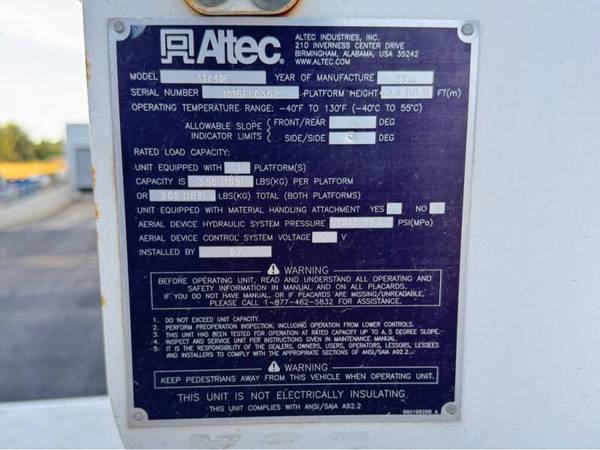 Altec
ALTEC INDUSTRIES, INC.
210 INVERNESS CENTER DRIVE
BIRMINGHAM, ALABAMA, USA 35242
WWW.ALTEC.COM
MODEL YEAR OF MANUFACTURE
SERIAL NUMBER PLATFORM HEIGHT FT(m)
OPERATING TEMPERATURE RANGE: -40°F TO 130°F (-40°C TO 55°C)
ALLOWABLE SLOPE FRONT/REAR DEG
INDICATOR LIMITS SIDE/SIDE DEG
RATED LOAD CAPACITY:
UNIT EQUIPPED WITH PLATFORM(S)
CAPACITY IS 350 (159) LBS(KG) PER PLATFORM
OR 350 (159) LBS(KG) TOTAL (BOTH PLATFORMS)
UNIT EQUIPPED WITH MATERIAL HANDLING ATTACHMENT YES NO
AERIAL DEVICE HYDRAULIC SYSTEM PRESSURE PSI(MPa)
AERIAL DEVICE CONTROL SYSTEM VOLTAGE V
INSTALLED BY
WARNING
BEFORE OPERATING UNIT, READ AND UNDERSTAND ALL OPERATING AND
SAFETY INFORMATION IN MANUAL AND ON ALL PLACARDS.
IF YOU DO NOT HAVE MANUAL, OR IF PLACARDS ARE MISSING/UNREADABLE,
PLEASE CALL 1-877-462-5832 FOR ASSISTANCE.
1. DO NOT EXCEED UNIT CAPACITY.
2. PERFORM PREOPERATION INSPECTION, INCLUDING OPERATION FROM LOWER CONTROLS.
3. THIS UNIT HAS BEEN TESTED FOR OPERATION AT RATED CAPACITY UP TO A 5 DEGREE SLOPE.
4. INSPECT AND SERVICE UNIT PER INSTRUCTIONS GIVEN IN MAINTENANCE MANUAL.
5. IT IS THE RESPONSIBILITY OF THE DEALERS, OWNERS, USERS, OPERATORS, LESSORS, LESSEES
AND INSTALLERS TO COMPLY WITH THE APPROPRIATE SECTIONS OF ANSI/SAIA A92.2.
WARNING
KEEP PEDESTRIANS AWAY FROM THIS VEHICLE WHEN OPERATING UNIT.
THIS UNIT IS NOT ELECTRICALLY INSULATING
THIS UNIT COMPLIES WITH ANSI/SAIA A92.2